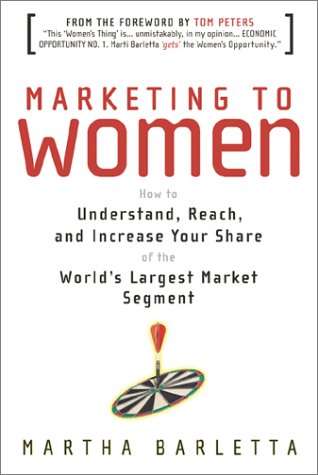 FROM THE FOREWORD BY TOM PETERS
"This 'Women's Thing' is... unmistakably, in my opinion... ECONOMIC
OPPORTUNITY NO. 1. Marti Barletta 'gets' the Women's Opportunity."
MARKETING TO
WOMEN
How to
Understand, Reach,
and Increase Your Share
of the
World's Largest Market
Segment
MARTHA BARLETTA